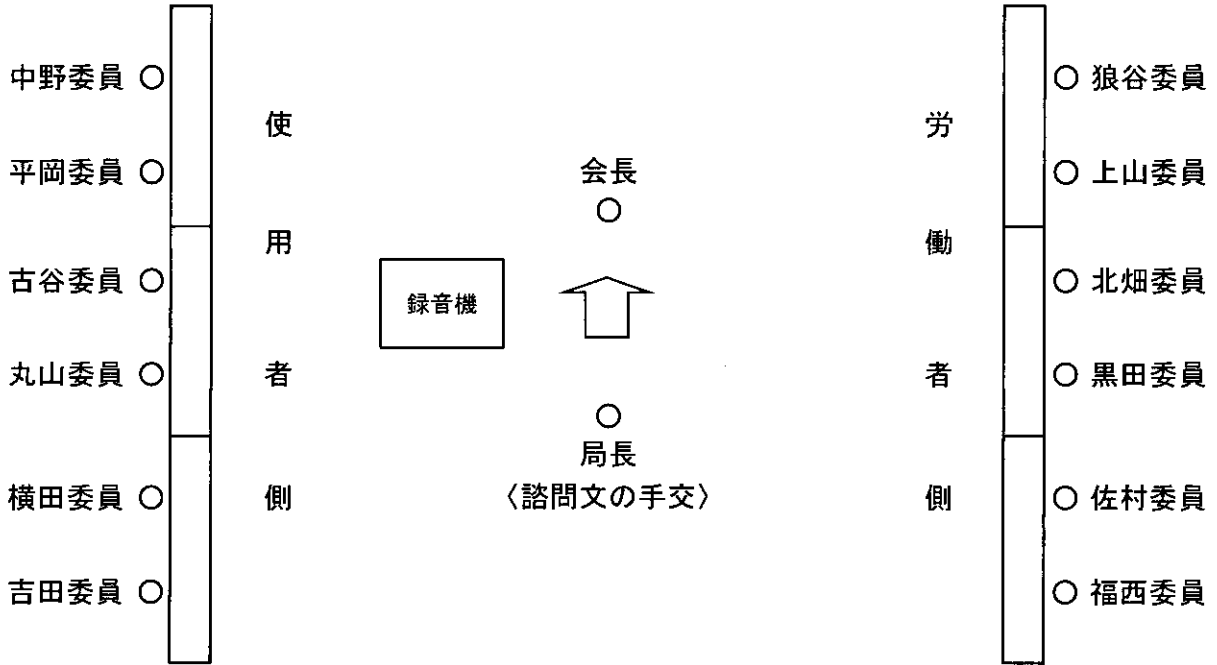 中野委員
平岡委員
古谷委員
丸山委員
横田委員
吉田委員
使用者側
会長
録音機
局長
〈諮問文の手交〉
労働者側
狼谷委員
上山委員
北畑委員
黒田委員
佐村委員
福西委員